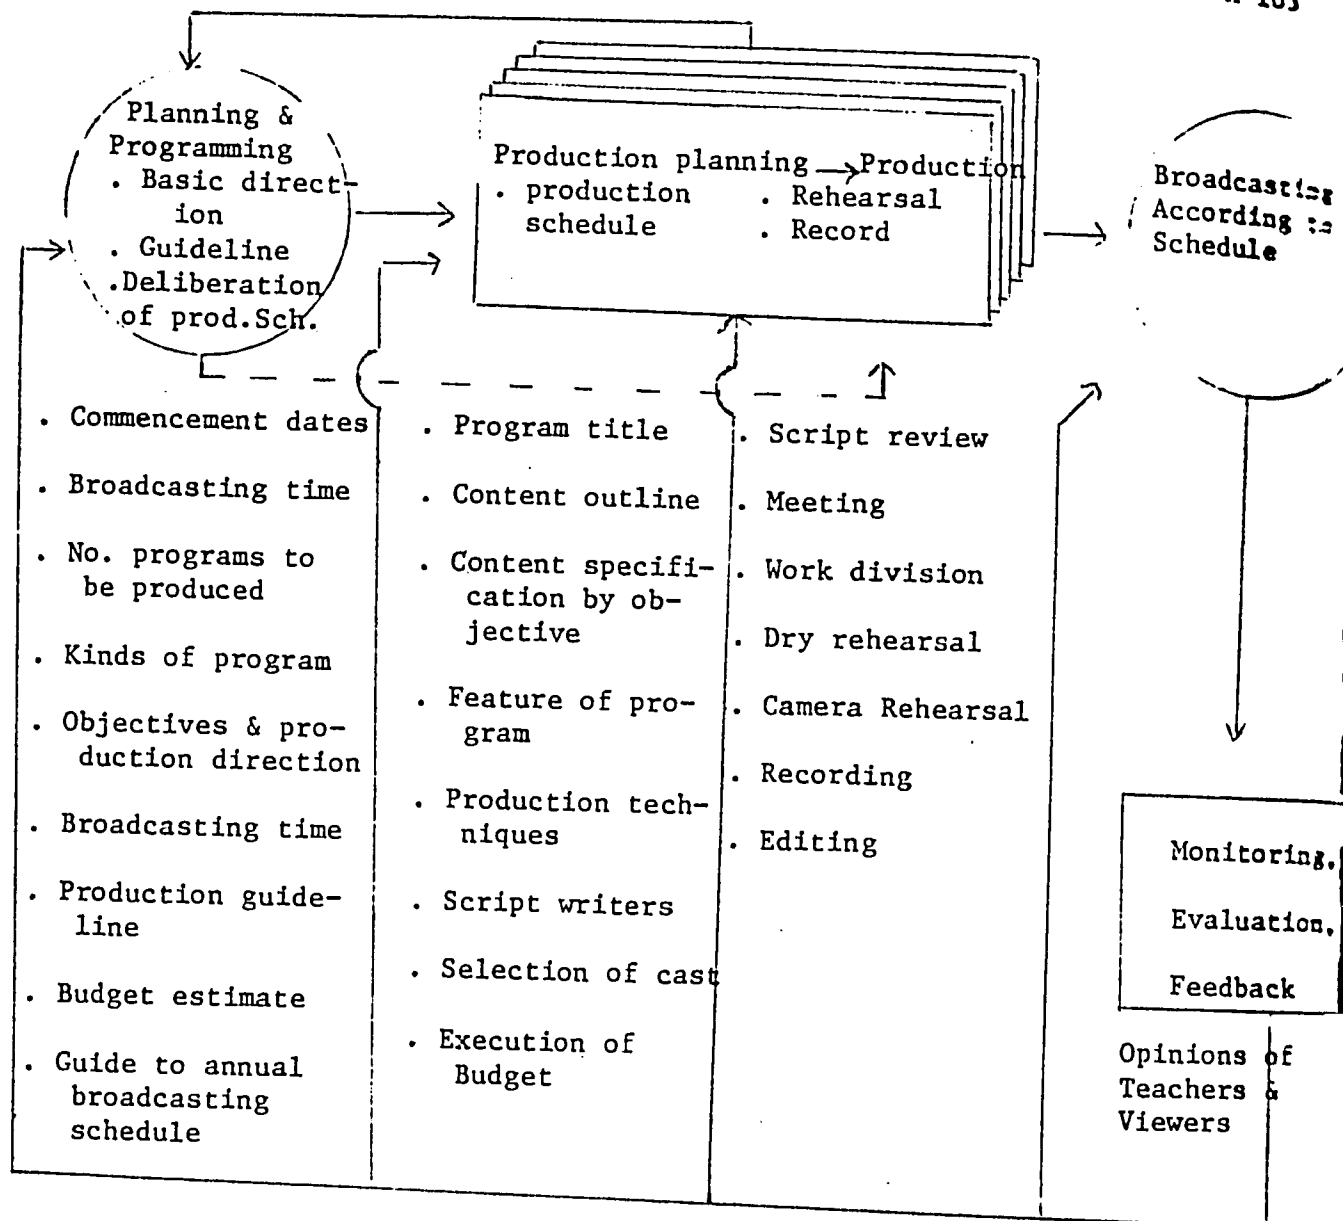 Planning &
Programming
. Basic direct-
ion
. Guideline
.Deliberation
of prod.Sch.
Production planning → Production
. production
schedule
. Rehearsal
. Record
Broadcasting
According
Schedule
. Commencement dates
. Broadcasting time
. No. programs to
be produced
. Kinds of program
. Objectives & pro-
duction direction
. Broadcasting time
. Production guide-
line
. Budget estimate
. Guide to annual
broadcasting
schedule
. Program title
. Content outline
. Content specifi-
cation by ob-
jective
. Feature of pro-
gram
. Production tech-
niques
. Script writers
. Selection of cast
. Execution of
Budget
. Script review
. Meeting
. Work division
. Dry rehearsal
. Camera Rehearsal
. Recording
. Editing
Monitoring,
Evaluation,
Feedback
Opinions of
Teachers &
Viewers